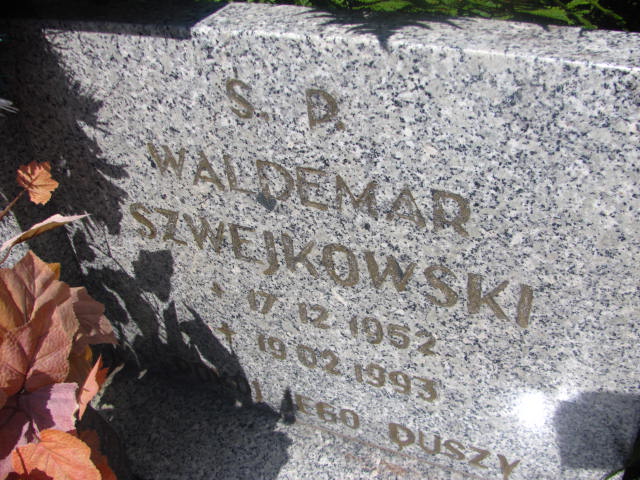 S. P.
WALDEMAR
SZWEJKOWSKI
* 17 12 1952
+ 19 02 1993
DUSZY